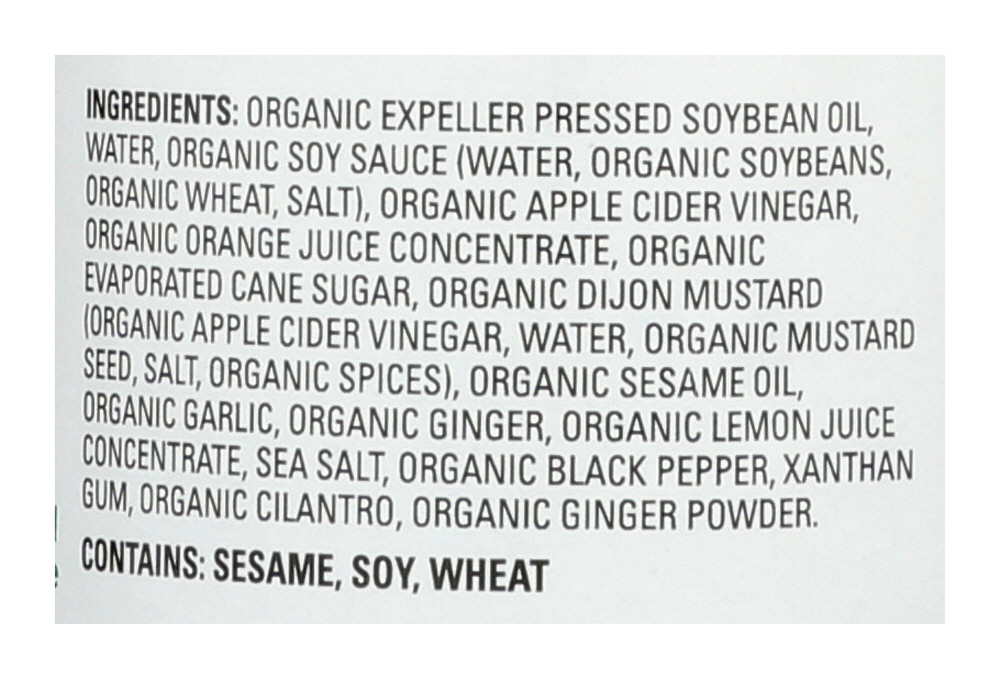 INGREDIENTS: ORGANIC EXPELLER PRESSED SOYBEAN OIL,
WATER, ORGANIC SOY SAUCE (WATER, ORGANIC SOYBEANS,
ORGANIC WHEAT, SALT), ORGANIC APPLE CIDER VINEGAR,
ORGANIC ORANGE JUICE CONCENTRATE, ORGANIC
EVAPORATED CANE SUGAR, ORGANIC DIJON MUSTARD
(ORGANIC APPLE CIDER VINEGAR, WATER, ORGANIC MUSTARD
SEED, SALT, ORGANIC SPICES), ORGANIC SESAME OIL,
ORGANIC GARLIC, ORGANIC GINGER, ORGANIC LEMON JUICE
CONCENTRATE, SEA SALT, ORGANIC BLACK PEPPER, XANTHAN
GUM, ORGANIC CILANTRO, ORGANIC GINGER POWDER.
CONTAINS: SESAME, SOY, WHEAT